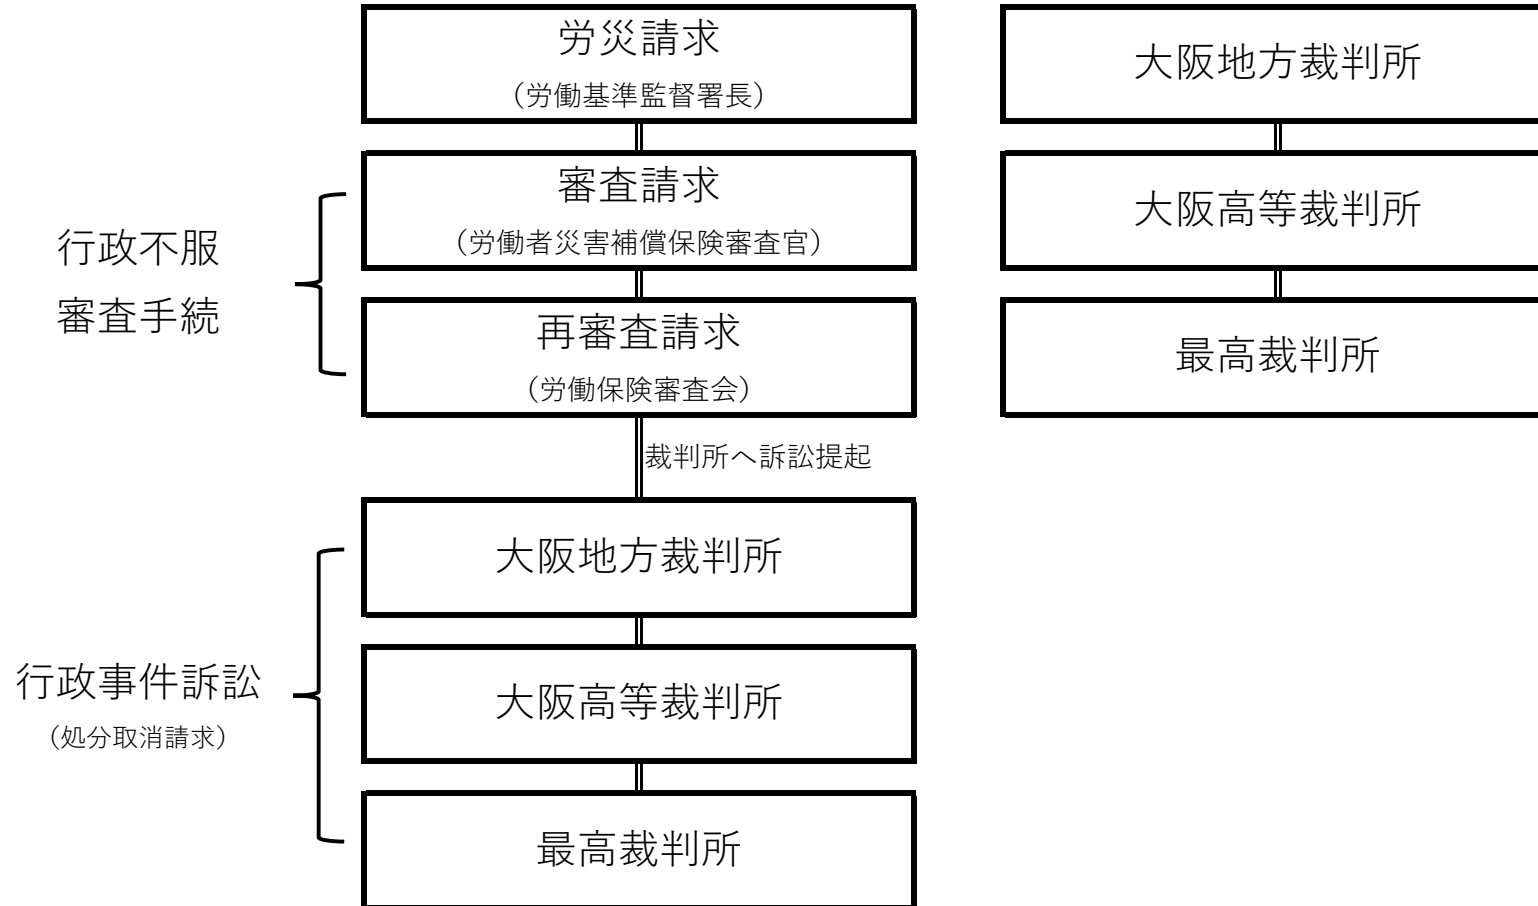 労災請求
（労働基準監督署長）
審査請求
（労働者災害補償保険審査官）
行政不服
審査手続
再審査請求
（労働保険審査会）
裁判所へ訴訟提起
大阪地方裁判所
行政事件訴訟
（処分取消請求）
大阪高等裁判所
最高裁判所
大阪地方裁判所
大阪高等裁判所
最高裁判所